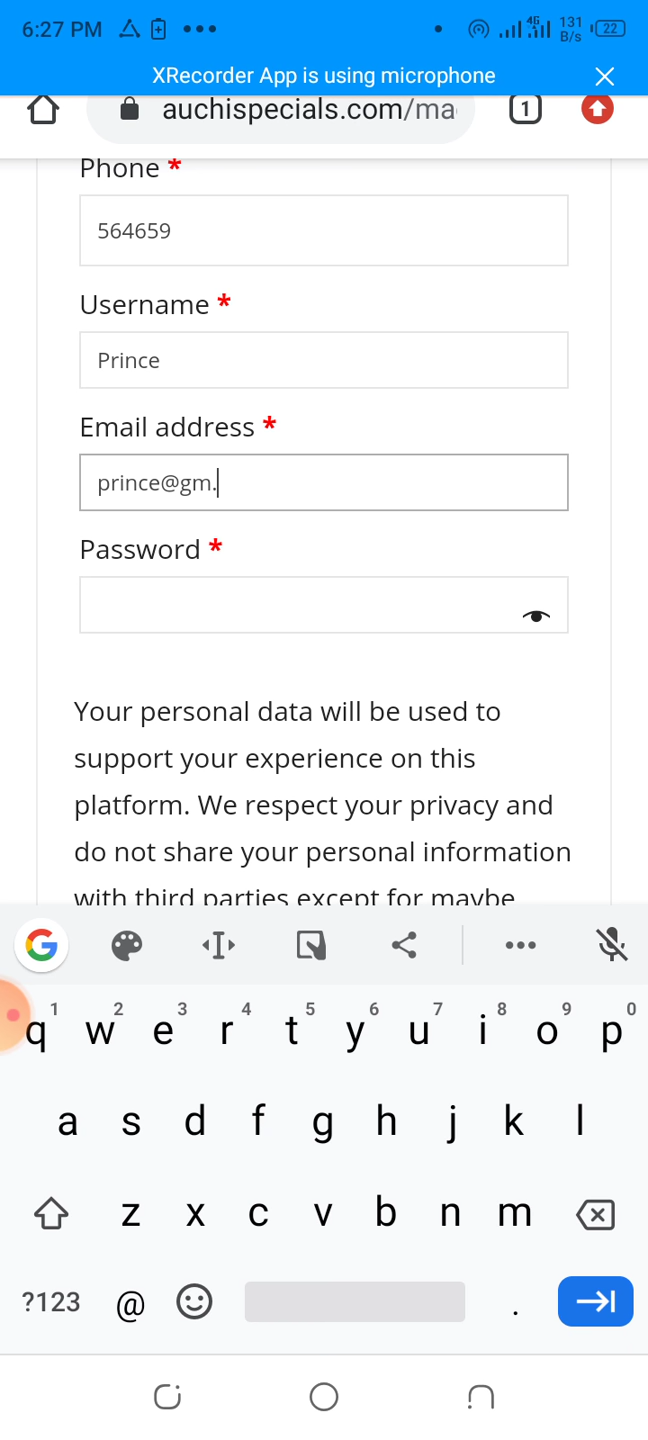 6:27 PM
4G
131
B/s
22
XRecorder App is using microphone
auchispecials.com/ma
1
Phone *
564659
Username *
Prince
Email address *
prince@gm.
Password *
Your personal data will be used to
support your experience on this
platform. We respect your privacy and
do not share your personal information
with third parties except for maybe
G
1 2 3 4 5 6 7 8 9 0
q w e r t y u i o p
a s d f g h j k l
z x c v b n m
?123 @ .